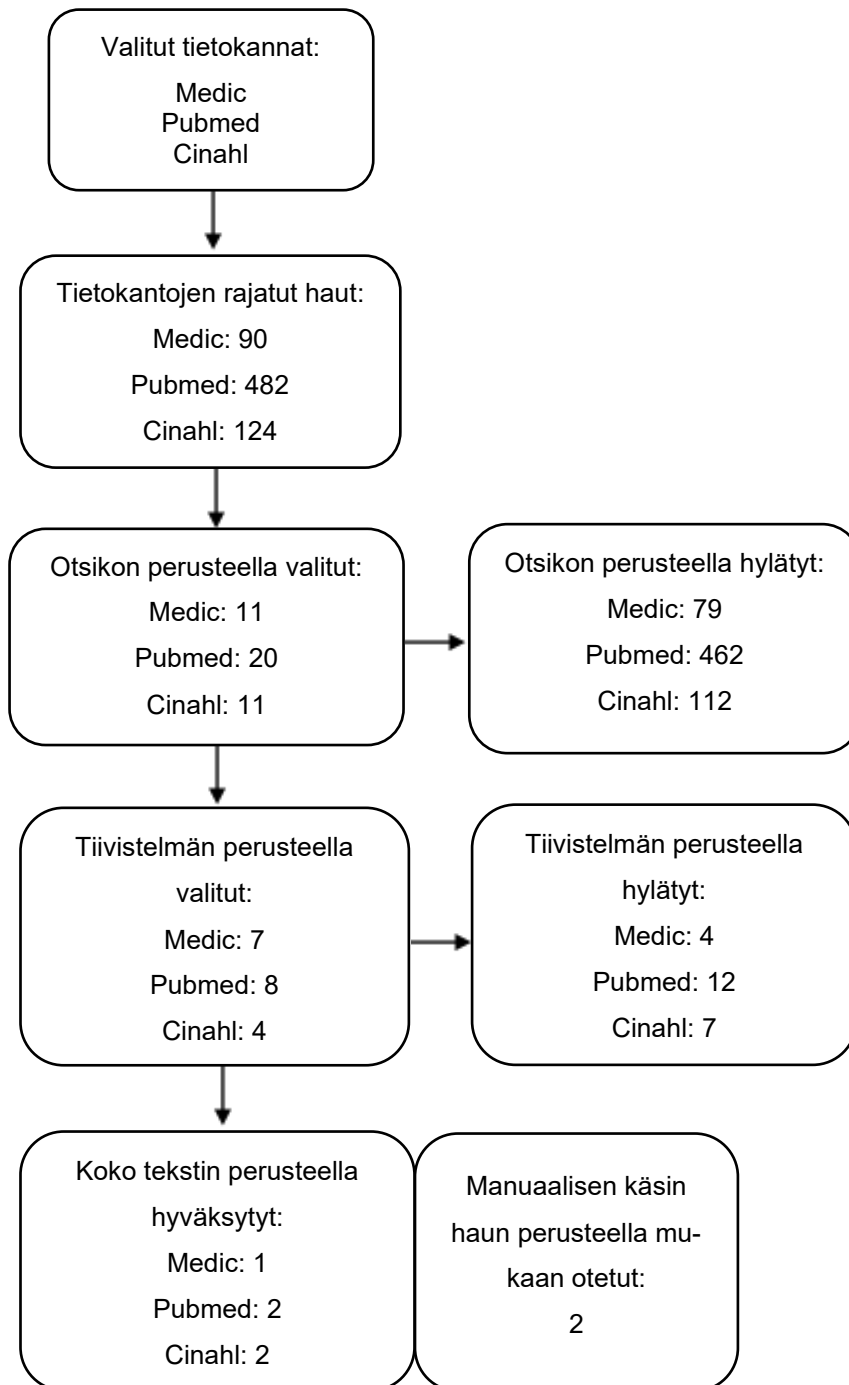 Valitut tietokannat:
Medic
Pubmed
Cinahl
Tietokantojen rajatut haut:
Medic: 90
Pubmed: 482
Cinahl: 124
Otsikon perusteella valitut:
Medic: 11
Pubmed: 20
Cinahl: 11
Otsikon perusteella hylätyt:
Medic: 79
Pubmed: 462
Cinahl: 112
Tiivistelmän perusteella
valitut:
Medic: 7
Pubmed: 8
Cinahl: 4
Tiivistelmän perusteella
hylätyt:
Medic: 4
Pubmed: 12
Cinahl: 7
Koko tekstin perusteella
hyväksytyt:
Medic: 1
Pubmed: 2
Cinahl: 2
Manuaalisen käsin
haun perusteella mu-
kaan otetut:
2